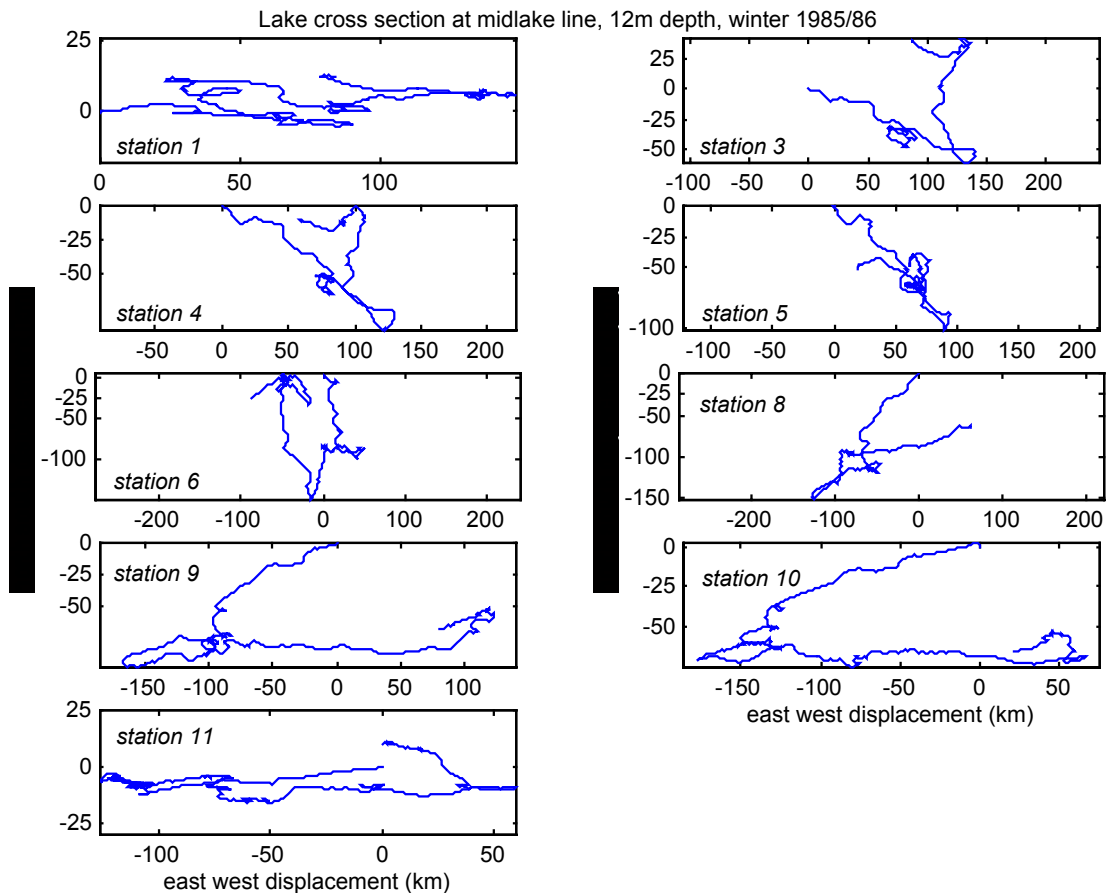 Lake cross section at midlake line, 12m depth, winter 1985/86
25
0
station 1
0 50 100
0
-25
-50
station 3
-100 -50 0 50 100 150 200
0
-25
-50
station 4
-50 0 50 100 150 200
0
-25
-50
-100
station 5
-100 -50 0 50 100 150 200
0
-25
-50
-100
station 6
-200 -100 0 100 200
0
-25
-50
-100
-150
station 8
-200 -100 0 100 200
0
-25
-50
station 9
-150 -100 -50 0 50 100
0
-25
-50
station 10
-150 -100 -50 0 50
east west displacement (km)
25
0
-25
station 11
-100 -50 0 50
east west displacement (km)